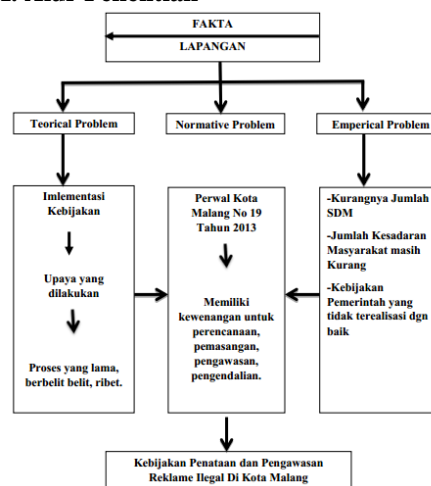 FAKTA
LAPANGAN
Teorical Problem
Normative Problem
Emperical Problem
Imlementasi
Kebijakan
Upaya yang
dilakukan
Proses yang lama,
berbelit belit, ribet.
Perwal Kota
Malang No 19
Tahun 2013
Memiliki
kewenangan untuk
perencanaan,
pemasangan,
pengawasan,
pengendalian.
-Kurangnya Jumlah
SDM
-Jumlah Kesadaran
Masyarakat masih
Kurang
-Kebijakan
Pemerintah yang
tidak terealisasi dgn
baik
Kebijakan Penataan dan Pengawasan
Reklame Ilegal Di Kota Malang